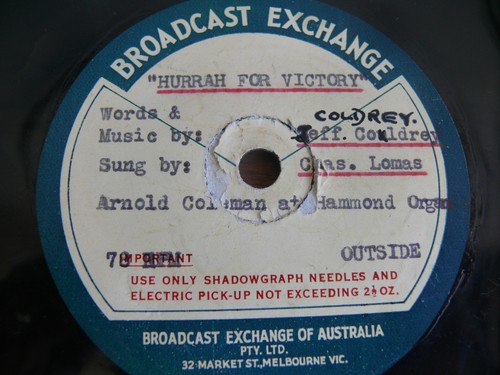 BROADCAST EXCHANGE
"HURRAH FOR VICTORY"
Words &
COLDREY.
Music by: Jeff. Couldrey
Sung by: Chas. Lomas
Arnold Coleman at Hammond Organ
78 RPM OUTSIDE
IMPORTANT
USE ONLY SHADOWGRAPH NEEDLES AND
ELECTRIC PICK-UP NOT EXCEEDING 2½ OZ.
BROADCAST EXCHANGE OF AUSTRALIA
PTY. LTD.
32 MARKET ST., MELBOURNE VIC.